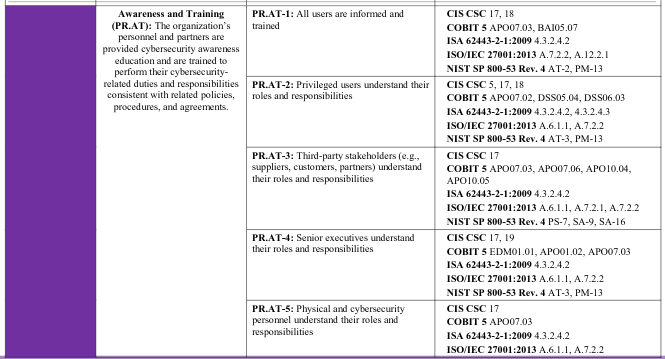 Awareness and Training
(PR.AT): The organization's
personnel and partners are
provided cybersecurity awareness
education and are trained to
perform their cybersecurity-
related duties and responsibilities
consistent with related policies,
procedures, and agreements.
PR.AT-1: All users are informed and
trained
CIS CSC 17, 18
COBIT 5 APO07.03, BAI05.07
ISA 62443-2-1:2009 4.3.2.4.2
ISO/IEC 27001:2013 A.7.2.2, A.12.2.1
NIST SP 800-53 Rev. 4 AT-2, PM-13
PR.AT-2: Privileged users understand their
roles and responsibilities
CIS CSC 5, 17, 18
COBIT 5 APO07.02, DSS05.04, DSS06.03
ISA 62443-2-1:2009 4.3.2.4.2, 4.3.2.4.3
ISO/IEC 27001:2013 A.6.1.1, A.7.2.2
NIST SP 800-53 Rev. 4 AT-3, PM-13
PR.AT-3: Third-party stakeholders (e.g.,
suppliers, customers, partners) understand
their roles and responsibilities
CIS CSC 17
COBIT 5 APO07.03, APO07.06, APO10.04,
APO10.05
ISA 62443-2-1:2009 4.3.2.4.2
ISO/IEC 27001:2013 A.6.1.1, A.7.2.1, A.7.2.2
NIST SP 800-53 Rev. 4 PS-7, SA-9, SA-16
PR.AT-4: Senior executives understand
their roles and responsibilities
CIS CSC 17, 19
COBIT 5 EDM01.01, APO01.02, APO07.03
ISA 62443-2-1:2009 4.3.2.4.2
ISO/IEC 27001:2013 A.6.1.1, A.7.2.2
NIST SP 800-53 Rev. 4 AT-3, PM-13
PR.AT-5: Physical and cybersecurity
personnel understand their roles and
responsibilities
CIS CSC 17
COBIT 5 APO07.03
ISA 62443-2-1:2009 4.3.2.4.2
ISO/IEC 27001:2013 A.6.1.1, A.7.2.2